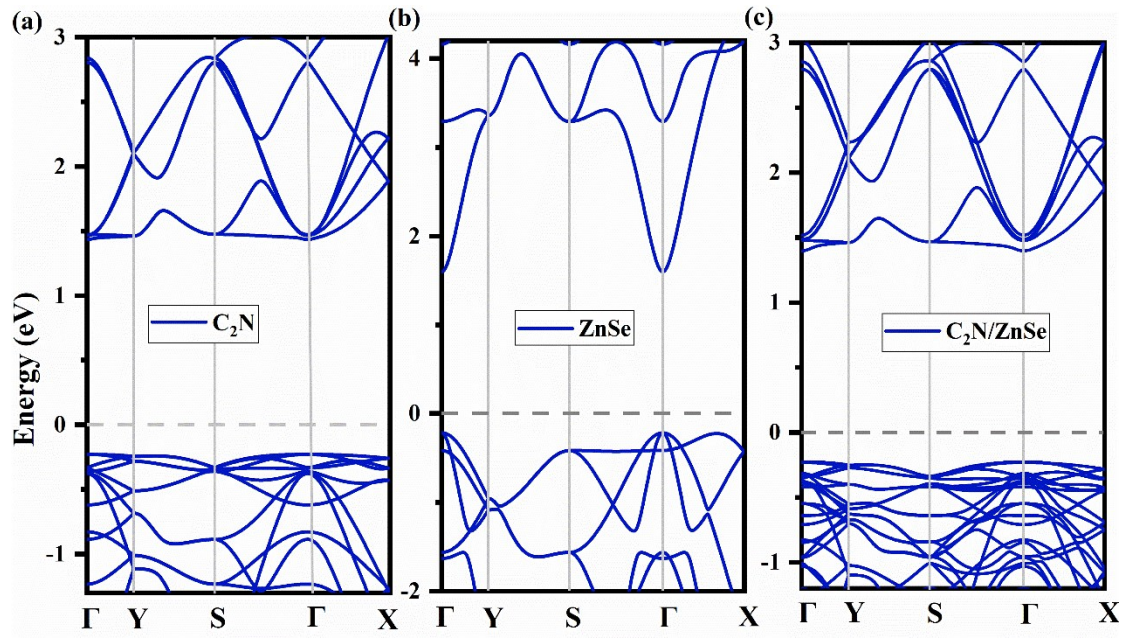 (a)
(b)
(c)
Energy (eV)
3
2
1
0
-1
C₂N
Γ Y S Γ X
4
2
0
-2
ZnSe
Γ Y S Γ X
3
2
1
0
-1
C₂N/ZnSe
Γ Y S Γ X